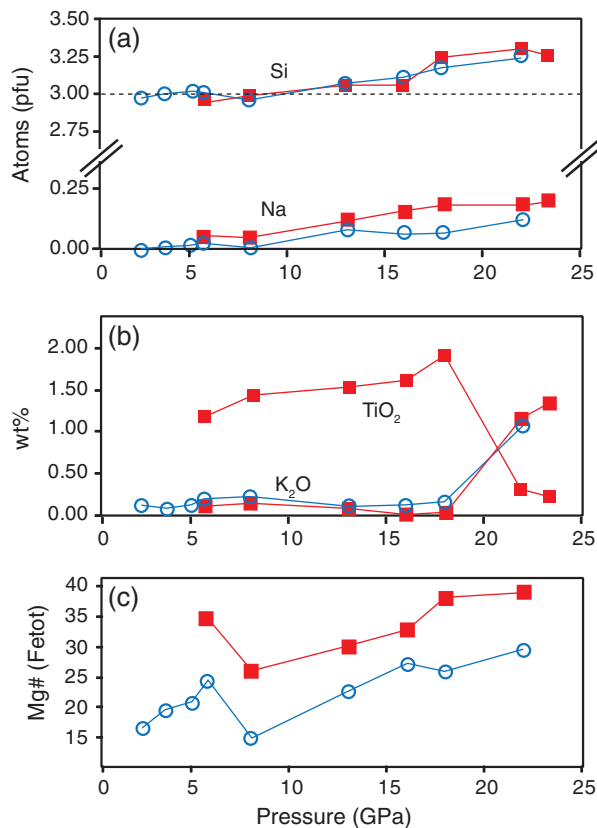 (a)
3.50
3.25
3.00
2.75
0.25
0.00
Atoms (pfu)
Si
Na
0 5 10 15 20 25
(b)
2.00
1.50
1.00
0.50
0.00
wt%
TiO₂
K₂O
0 5 10 15 20 25
(c)
40
35
30
25
20
15
Mg# (Fetot)
0 5 10 15 20 25
Pressure (GPa)